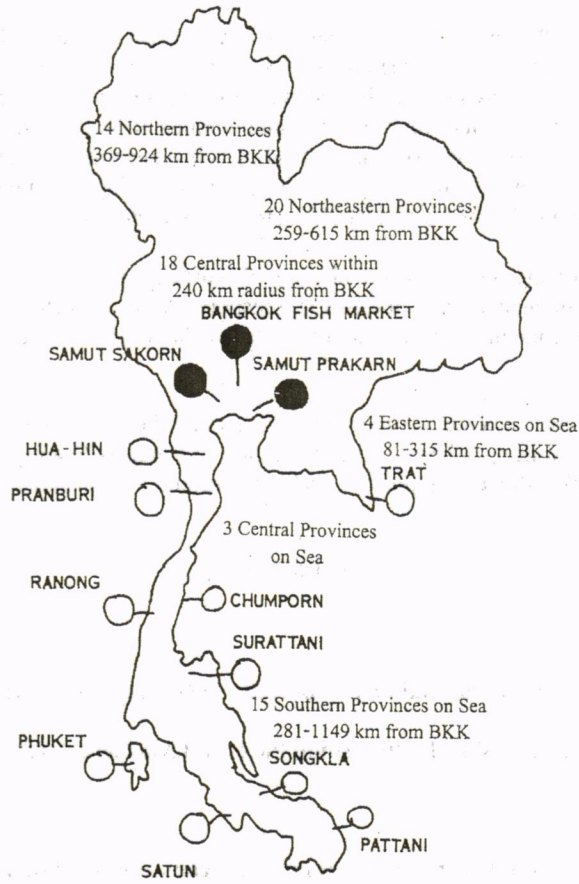 14 Northern Provinces
369-924 km from BKK
20 Northeastern Provinces
259-615 km from BKK
18 Central Provinces within
240 km radius from BKK
BANGKOK FISH MARKET
SAMUT SAKORN
SAMUT PRAKARN
4 Eastern Provinces on Sea
81-315 km from BKK
TRAT
HUA-HIN
PRANBURI
3 Central Provinces
on Sea
RANONG
CHUMPORN
SURATTANI
15 Southern Provinces on Sea
281-1149 km from BKK
PHUKET
SONGKLA
PATTANI
SATUN